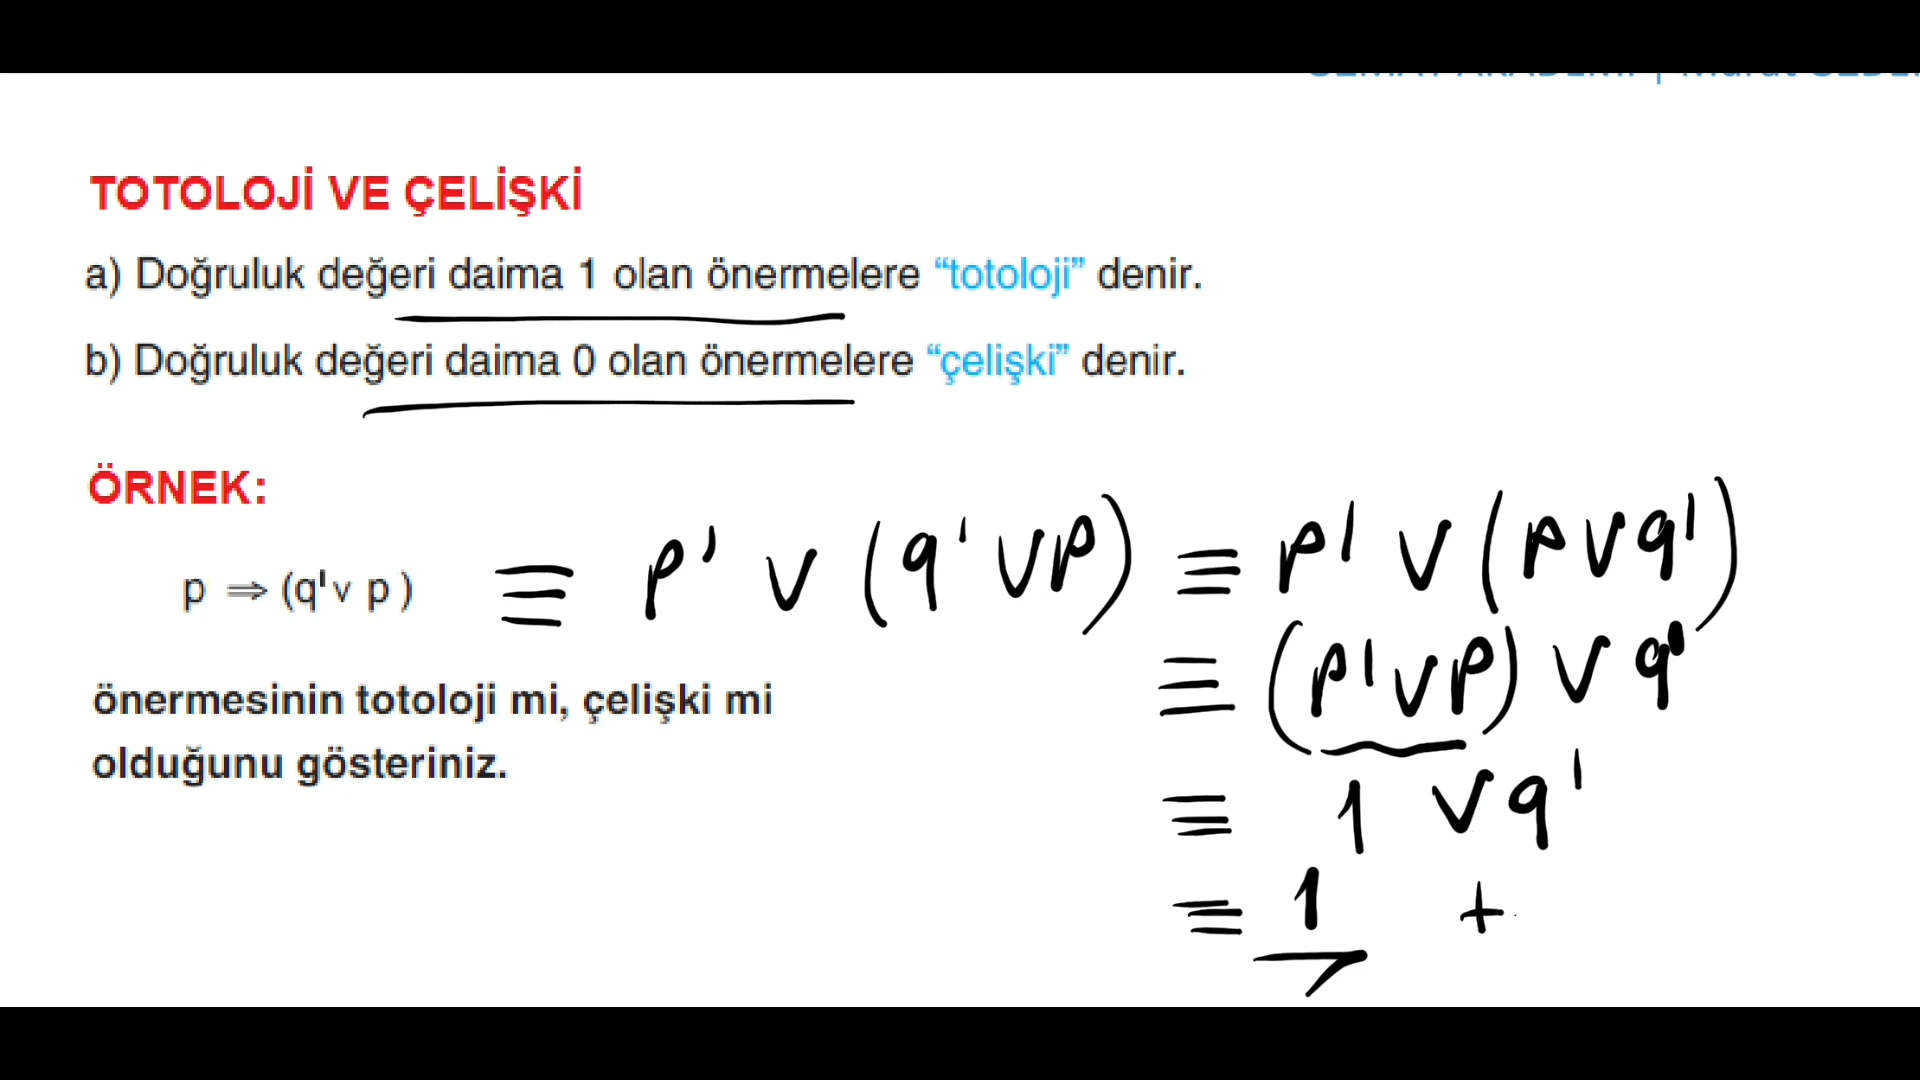 TOTOLOJİ VE ÇELİŞKİ
a) Doğruluk değeri daima 1 olan önermelere “totoloji” denir.
b) Doğruluk değeri daima 0 olan önermelere “çelişki” denir.
ÖRNEK:
p ⇒ (q' ∨ p) ≡ p' ∨ (q' ∨ p) ≡ p' ∨ (p ∨ q')
≡ (p' ∨ p) ∨ q'
≡ 1 ∨ q'
≡ 1 +
önermesinin totoloji mi, çelişki mi
olduğunu gösteriniz.